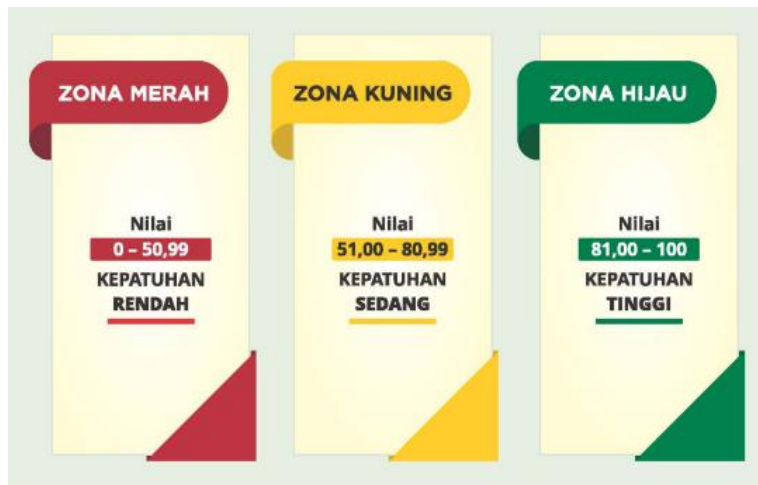 ZONA MERAH
Nilai
0 – 50,99
KEPATUHAN
RENDAH
ZONA KUNING
Nilai
51,00 – 80,99
KEPATUHAN
SEDANG
ZONA HIJAU
Nilai
81,00 – 100
KEPATUHAN
TINGGI